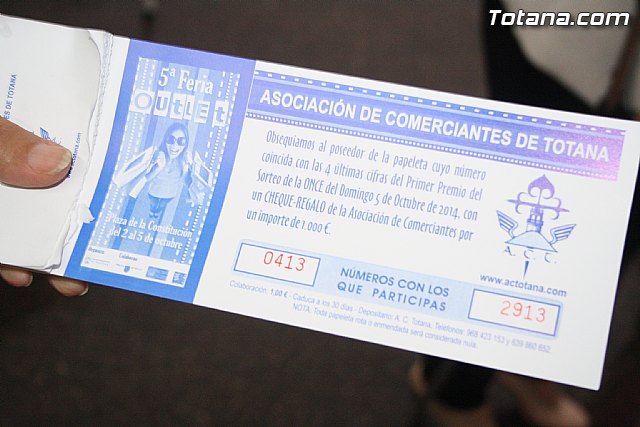 Totana.com
5ª Feria
OUTLET
Plaza de la Constitución
del 2 al 5 de octubre
Colabora:
ASOCIACIÓN DE COMERCIANTES DE TOTANA
Obsequiamos al poseedor de la papeleta cuyo número
coincida con las 4 últimas cifras del Primer Premio del
Sorteo de la ONCE del Domingo 5 de Octubre de 2014, con
un CHEQUE-REGALO de la Asociación de Comerciantes por
un importe de 1.000 €.
A. C. T.
www.actotana.com
0413
NÚMEROS CON LOS
QUE PARTICIPAS
2913
Colaboración: 1,00 € - Caduca a los 30 días - Depositario: A. C. Totana, Teléfonos: 968 423 153 y 639 860 652.
NOTA: Toda papeleta rota o enmendada será considerada nula.
S DE TOTANA